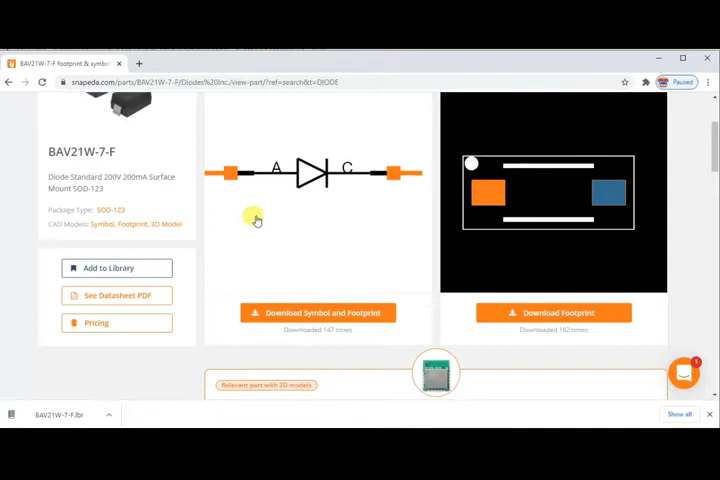 BAV21W-7-F footprint & symbol
snapeda.com/parts/BAV21W-7-F/Diodes%20Inc./view-part/?ref=search&t=DIODE
Paused
BAV21W-7-F
Diode Standard 200V 200mA Surface
Mount SOD-123
Package Type: SOD-123
CAD Models: Symbol, Footprint, 3D Model
Add to Library
See Datasheet PDF
Pricing
A
C
Download Symbol and Footprint
Downloaded 147 times
Download Footprint
Downloaded 162 times
Relevant part with 2D models
1
BAV21W-7-F.lbr
Show all